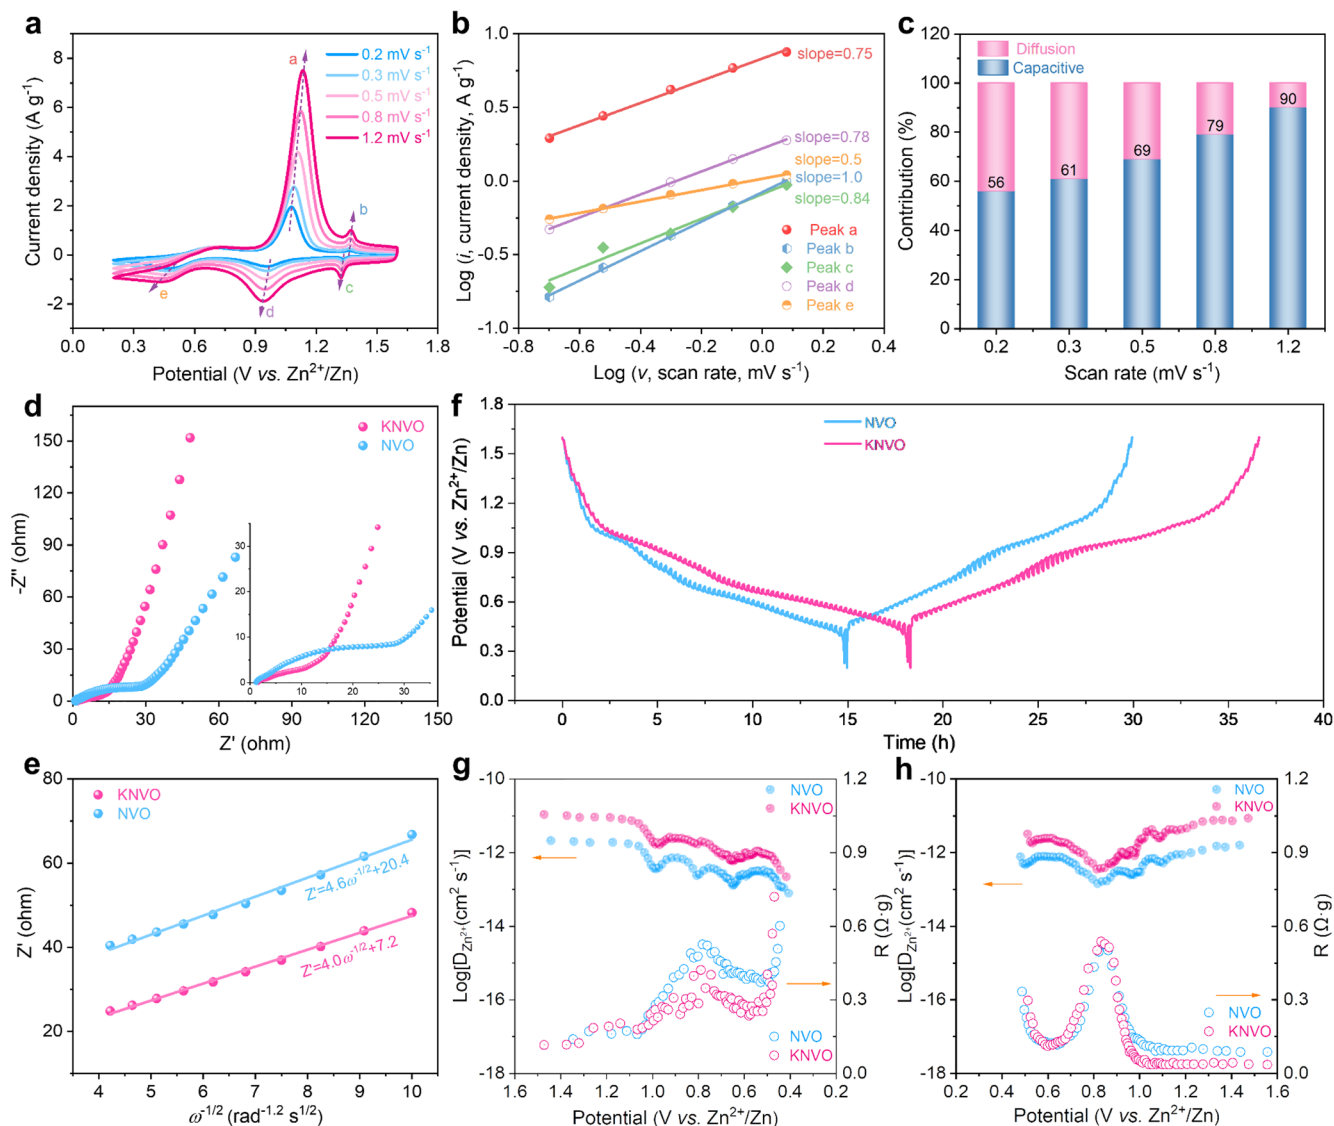 a
Current density (A g⁻¹)
8
6
4
2
0
-2
0.2 mV s⁻¹
0.3 mV s⁻¹
0.5 mV s⁻¹
0.8 mV s⁻¹
1.2 mV s⁻¹
a
b
c
d
e
0.0 0.3 0.6 0.9 1.2 1.5 1.8
Potential (V vs. Zn²⁺/Zn)
b
Log (i, current density, A g⁻¹)
1.0
0.5
0.0
-0.5
-1.0
slope=0.75
slope=0.78
slope=0.5
slope=1.0
slope=0.84
Peak a
Peak b
Peak c
Peak d
Peak e
-0.8 -0.6 -0.4 -0.2 0.0 0.2 0.4
Log (v, scan rate, mV s⁻¹)
c
Contribution (%)
120
100
80
60
40
20
0
Diffusion
Capacitive
56
61
69
79
90
0.2 0.3 0.5 0.8 1.2
Scan rate (mV s⁻¹)
d
-Z'' (ohm)
150
120
90
60
30
0
KNVO
NVO
30
20
10
0
0 10 20 30
0 30 60 90 120 150
Z' (ohm)
f
Potential (V vs. Zn²⁺/Zn)
1.8
1.5
1.2
0.9
0.6
0.3
0.0
NVO
KNVO
0 5 10 15 20 25 30 35 40
Time (h)
e
Z' (ohm)
80
60
40
20
KNVO
NVO
Z'=4.6ω⁻¹/²+20.4
Z'=4.0ω⁻¹/²+7.2
4 5 6 7 8 9 10
ω⁻¹/² (rad⁻¹·² s¹/²)
g
Log[D_Zn²⁺(cm² s⁻¹)]
-10
-12
-14
-16
-18
NVO
KNVO
NVO
KNVO
1.2
0.9
0.6
0.3
0.0
R (Ω·g)
1.6 1.4 1.2 1.0 0.8 0.6 0.4 0.2
Potential (V vs. Zn²⁺/Zn)
h
Log[D_Zn²⁺(cm² s⁻¹)]
-10
-12
-14
-16
-18
NVO
KNVO
NVO
KNVO
1.2
0.9
0.6
0.3
0.0
R (Ω·g)
0.2 0.4 0.6 0.8 1.0 1.2 1.4 1.6
Potential (V vs. Zn²⁺/Zn)